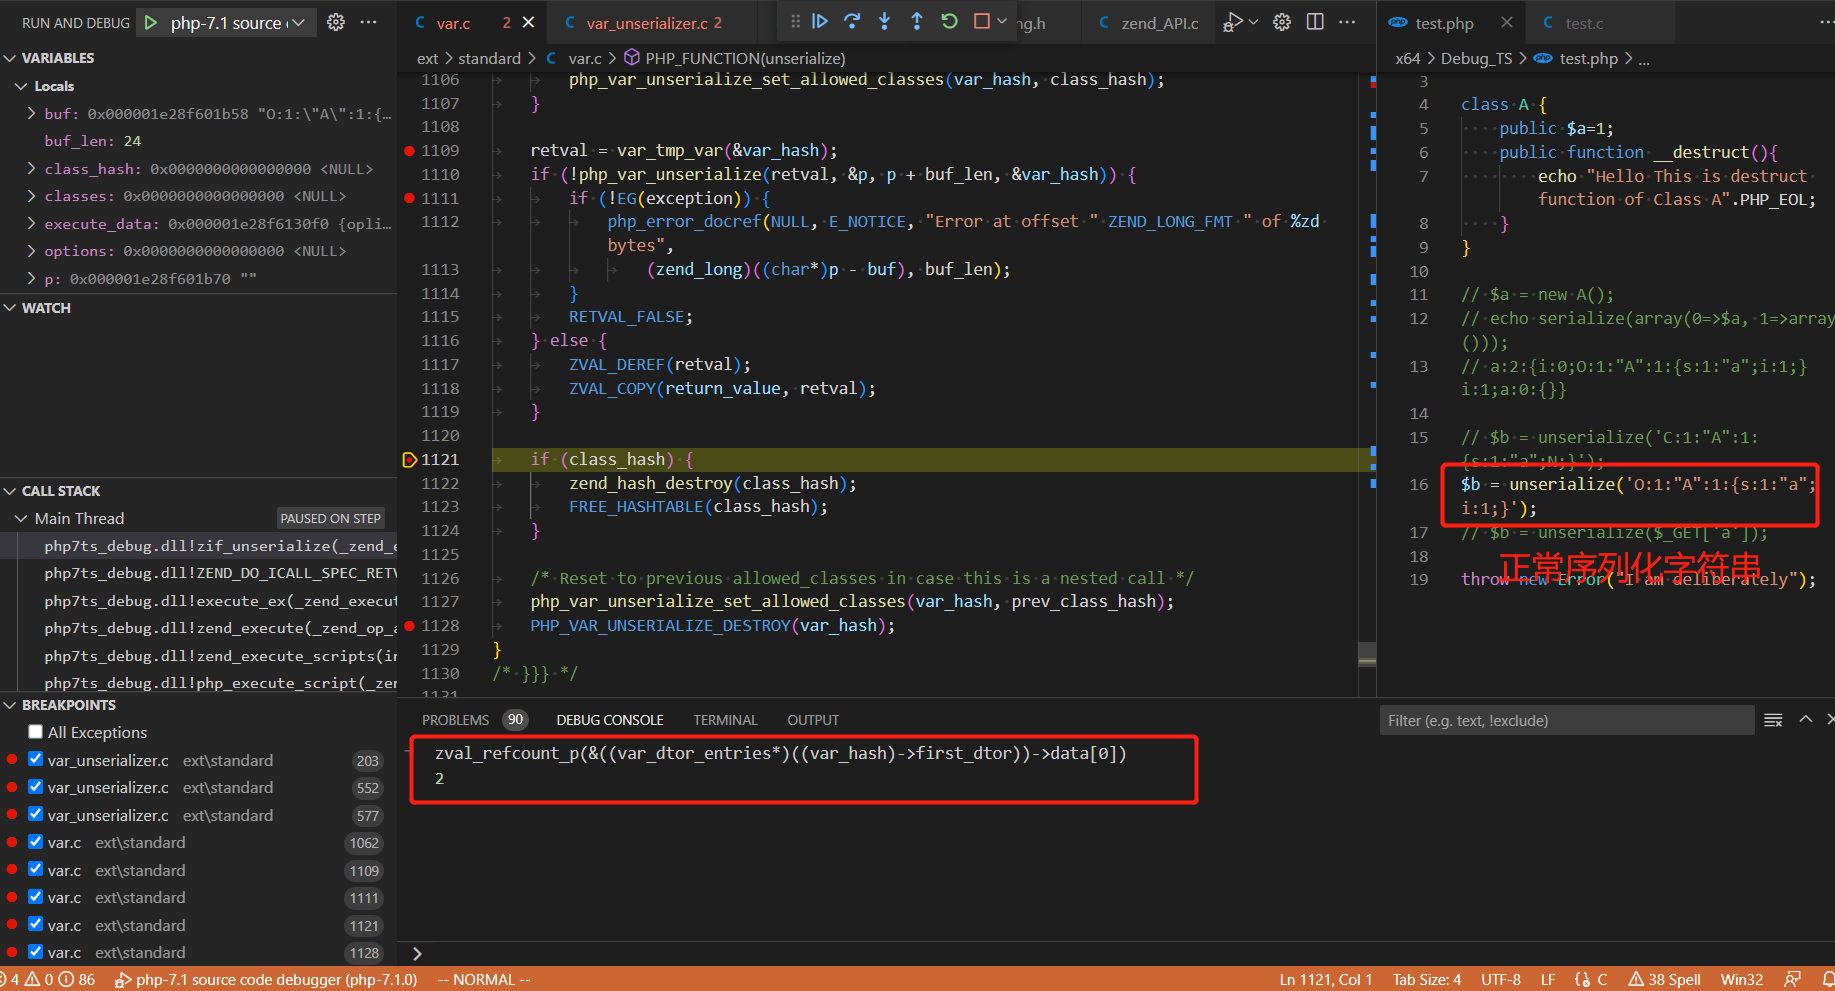 RUN AND DEBUG php-7.1 source
VARIABLES
Locals
buf: 0x000001e28f601b58 "O:1:\"A\":1:{…
buf_len: 24
class_hash: 0x0000000000000000 <NULL>
classes: 0x0000000000000000 <NULL>
execute_data: 0x000001e28f6130f0 {opli…
options: 0x0000000000000000 <NULL>
p: 0x000001e28f601b70 ""
WATCH
CALL STACK
Main Thread PAUSED ON STEP
php7ts_debug.dll!zif_unserialize(_zend_e
php7ts_debug.dll!ZEND_DO_ICALL_SPEC_RETV
php7ts_debug.dll!execute_ex(_zend_execut
php7ts_debug.dll!zend_execute(_zend_op_a
php7ts_debug.dll!zend_execute_scripts(in
php7ts_debug.dll!php_execute_script(_zen
BREAKPOINTS
All Exceptions
var_unserializer.c ext\standard 203
var_unserializer.c ext\standard 552
var_unserializer.c ext\standard 577
var.c ext\standard 1062
var.c ext\standard 1109
var.c ext\standard 1111
var.c ext\standard 1121
var.c ext\standard 1128
C var.c 2
C var_unserializer.c 2
ng.h
C zend_API.c
ext > standard > C var.c > PHP_FUNCTION(unserialize)
1106 php_var_unserialize_set_allowed_classes(var_hash, class_hash);
1107 }
1108
1109 retval = var_tmp_var(&var_hash);
1110 if (!php_var_unserialize(retval, &p, p + buf_len, &var_hash)) {
1111 if (!EG(exception)) {
1112 php_error_docref(NULL, E_NOTICE, "Error at offset " ZEND_LONG_FMT " of %zd
bytes",
1113 (zend_long)((char*)p - buf), buf_len);
1114 }
1115 RETVAL_FALSE;
1116 } else {
1117 ZVAL_DEREF(retval);
1118 ZVAL_COPY(return_value, retval);
1119 }
1120
1121 if (class_hash) {
1122 zend_hash_destroy(class_hash);
1123 FREE_HASHTABLE(class_hash);
1124 }
1125
1126 /* Reset to previous allowed_classes in case this is a nested call */
1127 php_var_unserialize_set_allowed_classes(var_hash, prev_class_hash);
1128 PHP_VAR_UNSERIALIZE_DESTROY(var_hash);
1129 }
1130 /* }}} */
1131
PROBLEMS 90 DEBUG CONSOLE TERMINAL OUTPUT Filter (e.g. text, !exclude)
zval_refcount_p(&((var_dtor_entries*)((var_hash)->first_dtor))->data[0])
2
php test.php
C test.c
x64 > Debug_TS > php test.php > ...
3
4 class A {
5 public $a=1;
6 public function __destruct(){
7 echo "Hello This is destruct
function of Class A".PHP_EOL;
8 }
9 }
10
11 // $a = new A();
12 // echo serialize(array(0=>$a, 1=>array
()));
13 // a:2:{i:0;O:1:"A":1:{s:1:"a";i:1;}
i:1;a:0:{}}
14
15 // $b = unserialize('C:1:"A":1:
{s:1:"a";N;}');
16 $b = unserialize('O:1:"A":1:{s:1:"a";
i:1;}');
17 // $b = unserialize($_GET['a']);
18
正常序列化字符串
19 throw new Error("I am deliberately");
4 0 86 php-7.1 source code debugger (php-7.1.0) -- NORMAL -- Ln 1121, Col 1 Tab Size: 4 UTF-8 LF C 38 Spell Win32